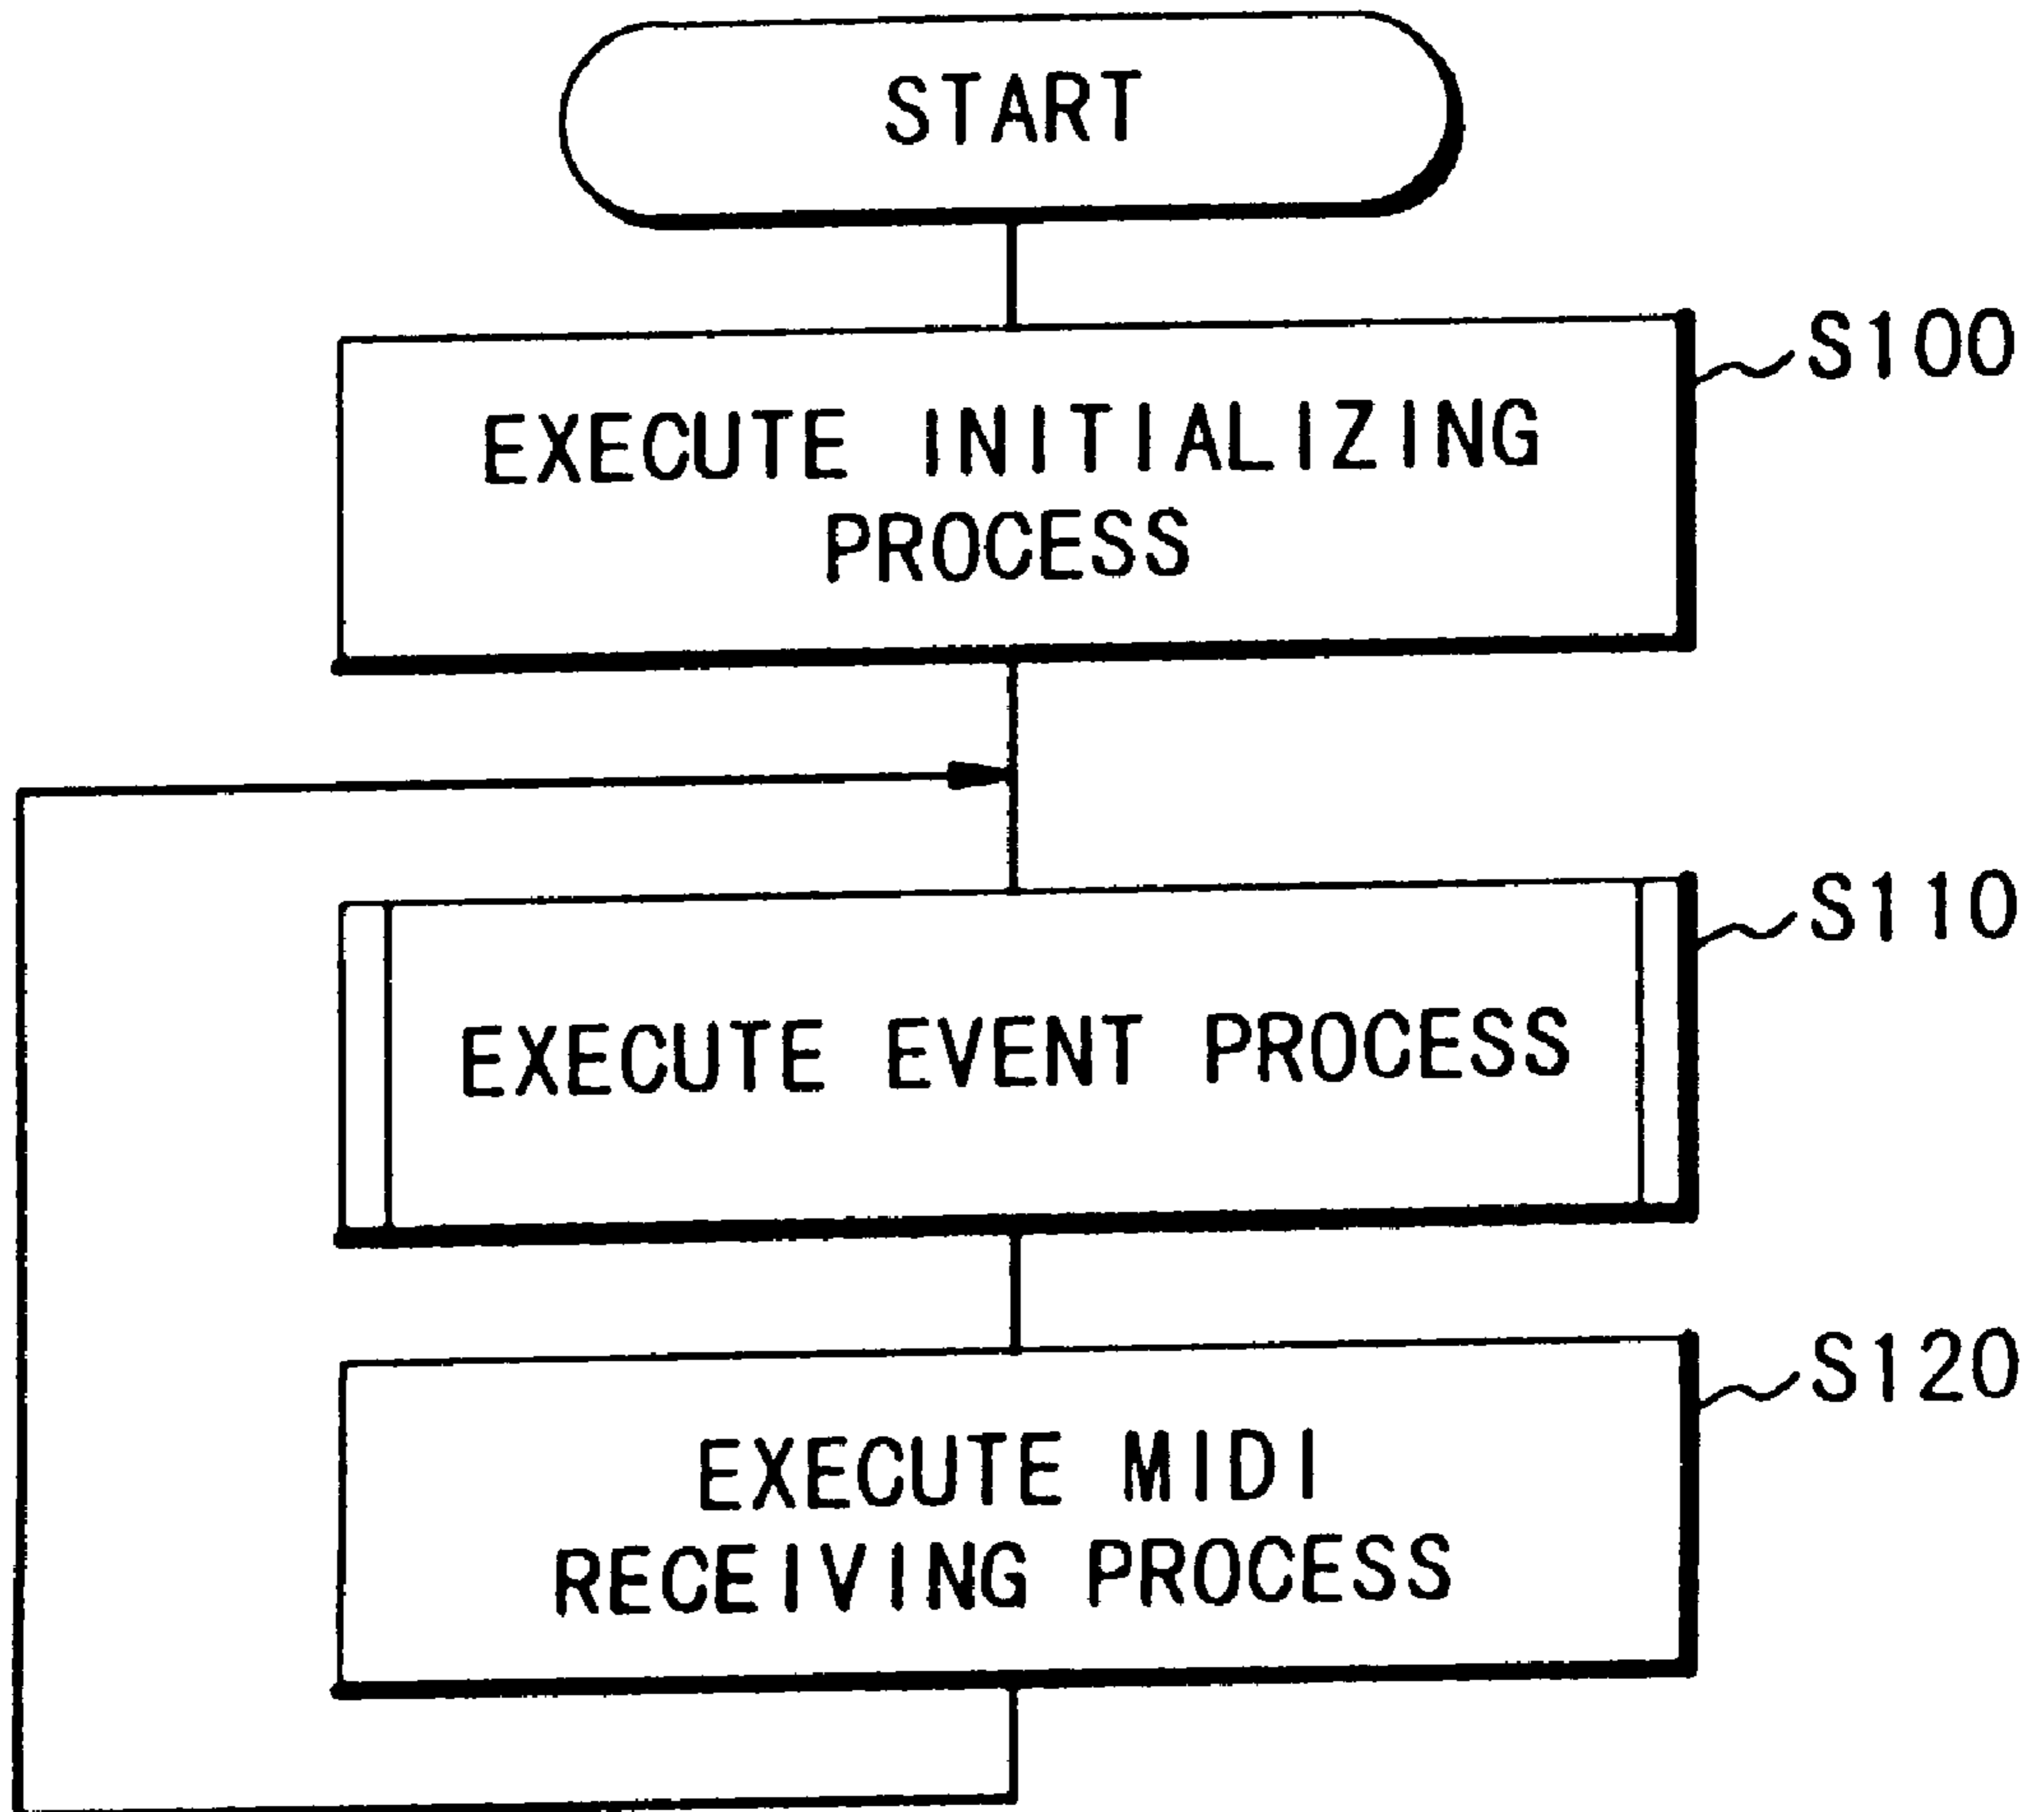 START
S100
EXECUTE INITIALIZING
PROCESS
S110
EXECUTE EVENT PROCESS
S120
EXECUTE MIDI
RECEIVING PROCESS